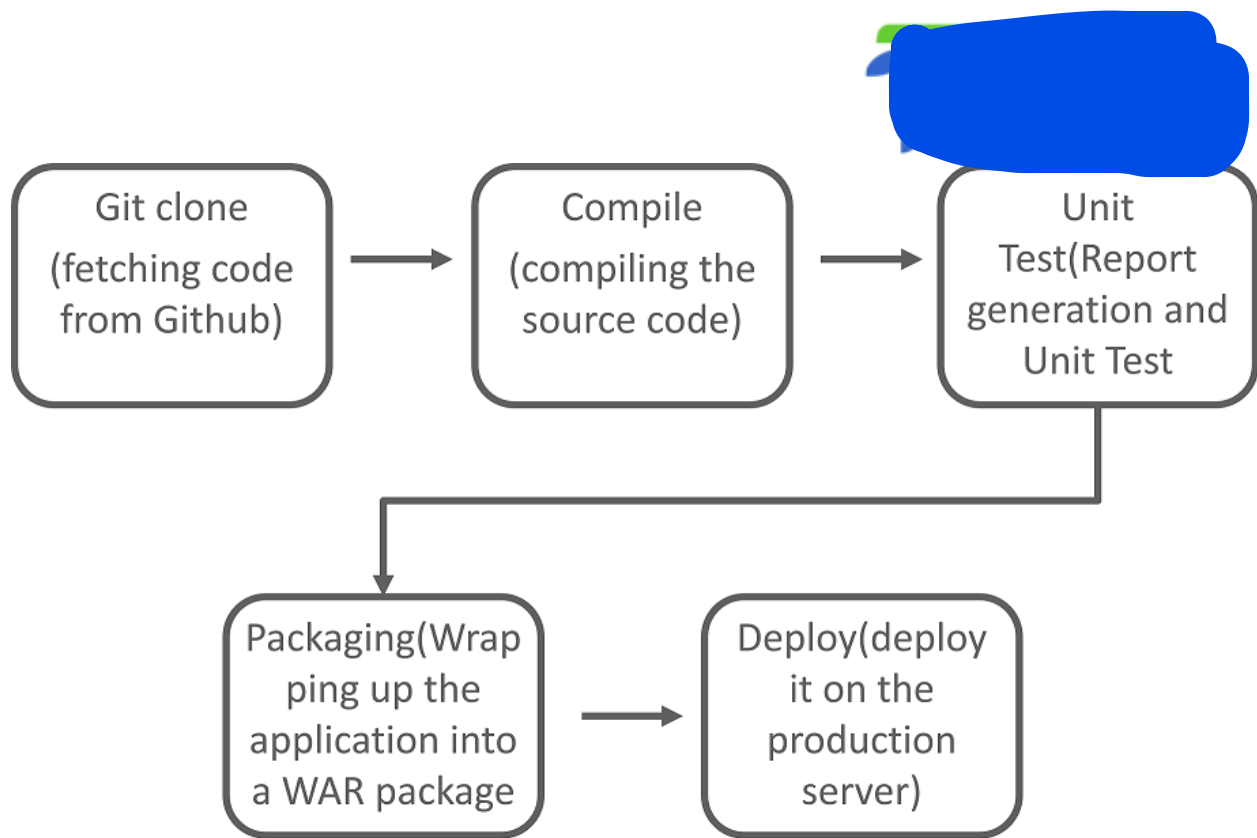 Git clone
(fetching code
from Github)
Compile
(compiling the
source code)
Unit
Test(Report
generation and
Unit Test
Packaging(Wrap
ping up the
application into
a WAR package
Deploy(deploy
it on the
production
server)